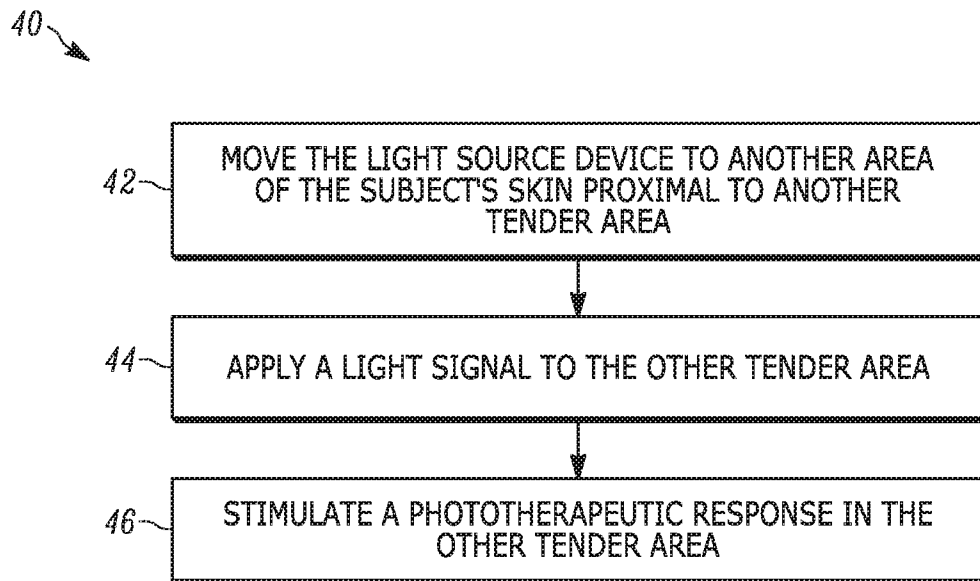 40
42
MOVE THE LIGHT SOURCE DEVICE TO ANOTHER AREA
OF THE SUBJECT'S SKIN PROXIMAL TO ANOTHER
TENDER AREA
44
APPLY A LIGHT SIGNAL TO THE OTHER TENDER AREA
46
STIMULATE A PHOTOTHERAPEUTIC RESPONSE IN THE
OTHER TENDER AREA